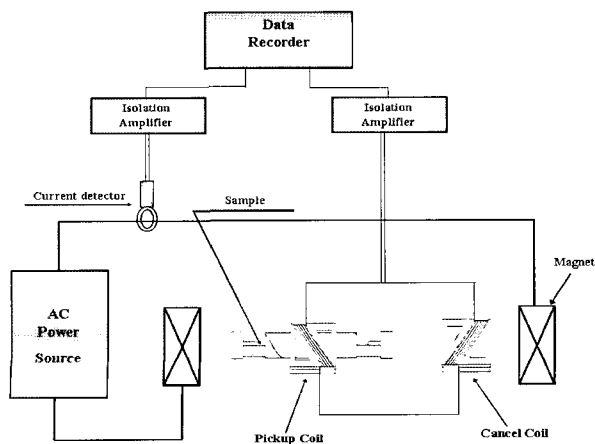 Data
Recorder
Isolation
Amplifier
Isolation
Amplifier
Current detector
Sample
Magnet
AC
Power
Source
Pickup Coil
Cancel Coil